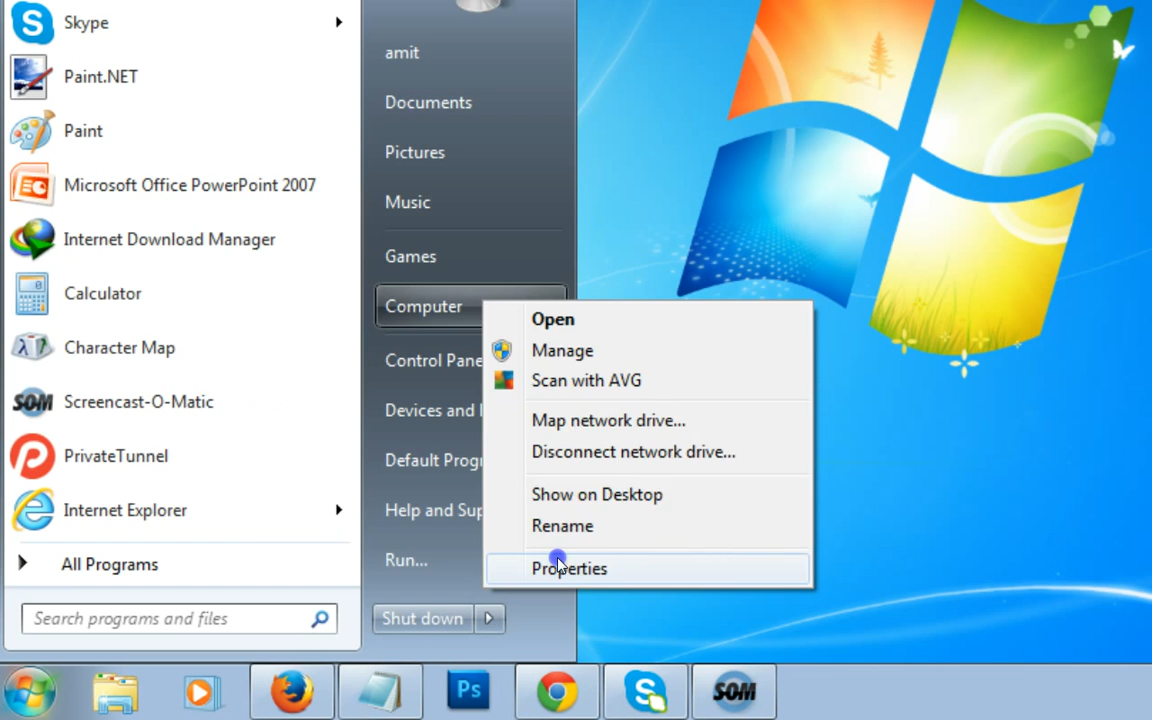 Skype
Paint.NET
Paint
Microsoft Office PowerPoint 2007
Internet Download Manager
Calculator
Character Map
SOM Screencast-O-Matic
PrivateTunnel
Internet Explorer
All Programs
Search programs and files
amit
Documents
Pictures
Music
Games
Computer
Control Pane
Devices and
Default Prog
Help and Sup
Run...
Shut down
Open
Manage
Scan with AVG
Map network drive...
Disconnect network drive...
Show on Desktop
Rename
Properties
Ps
SOM